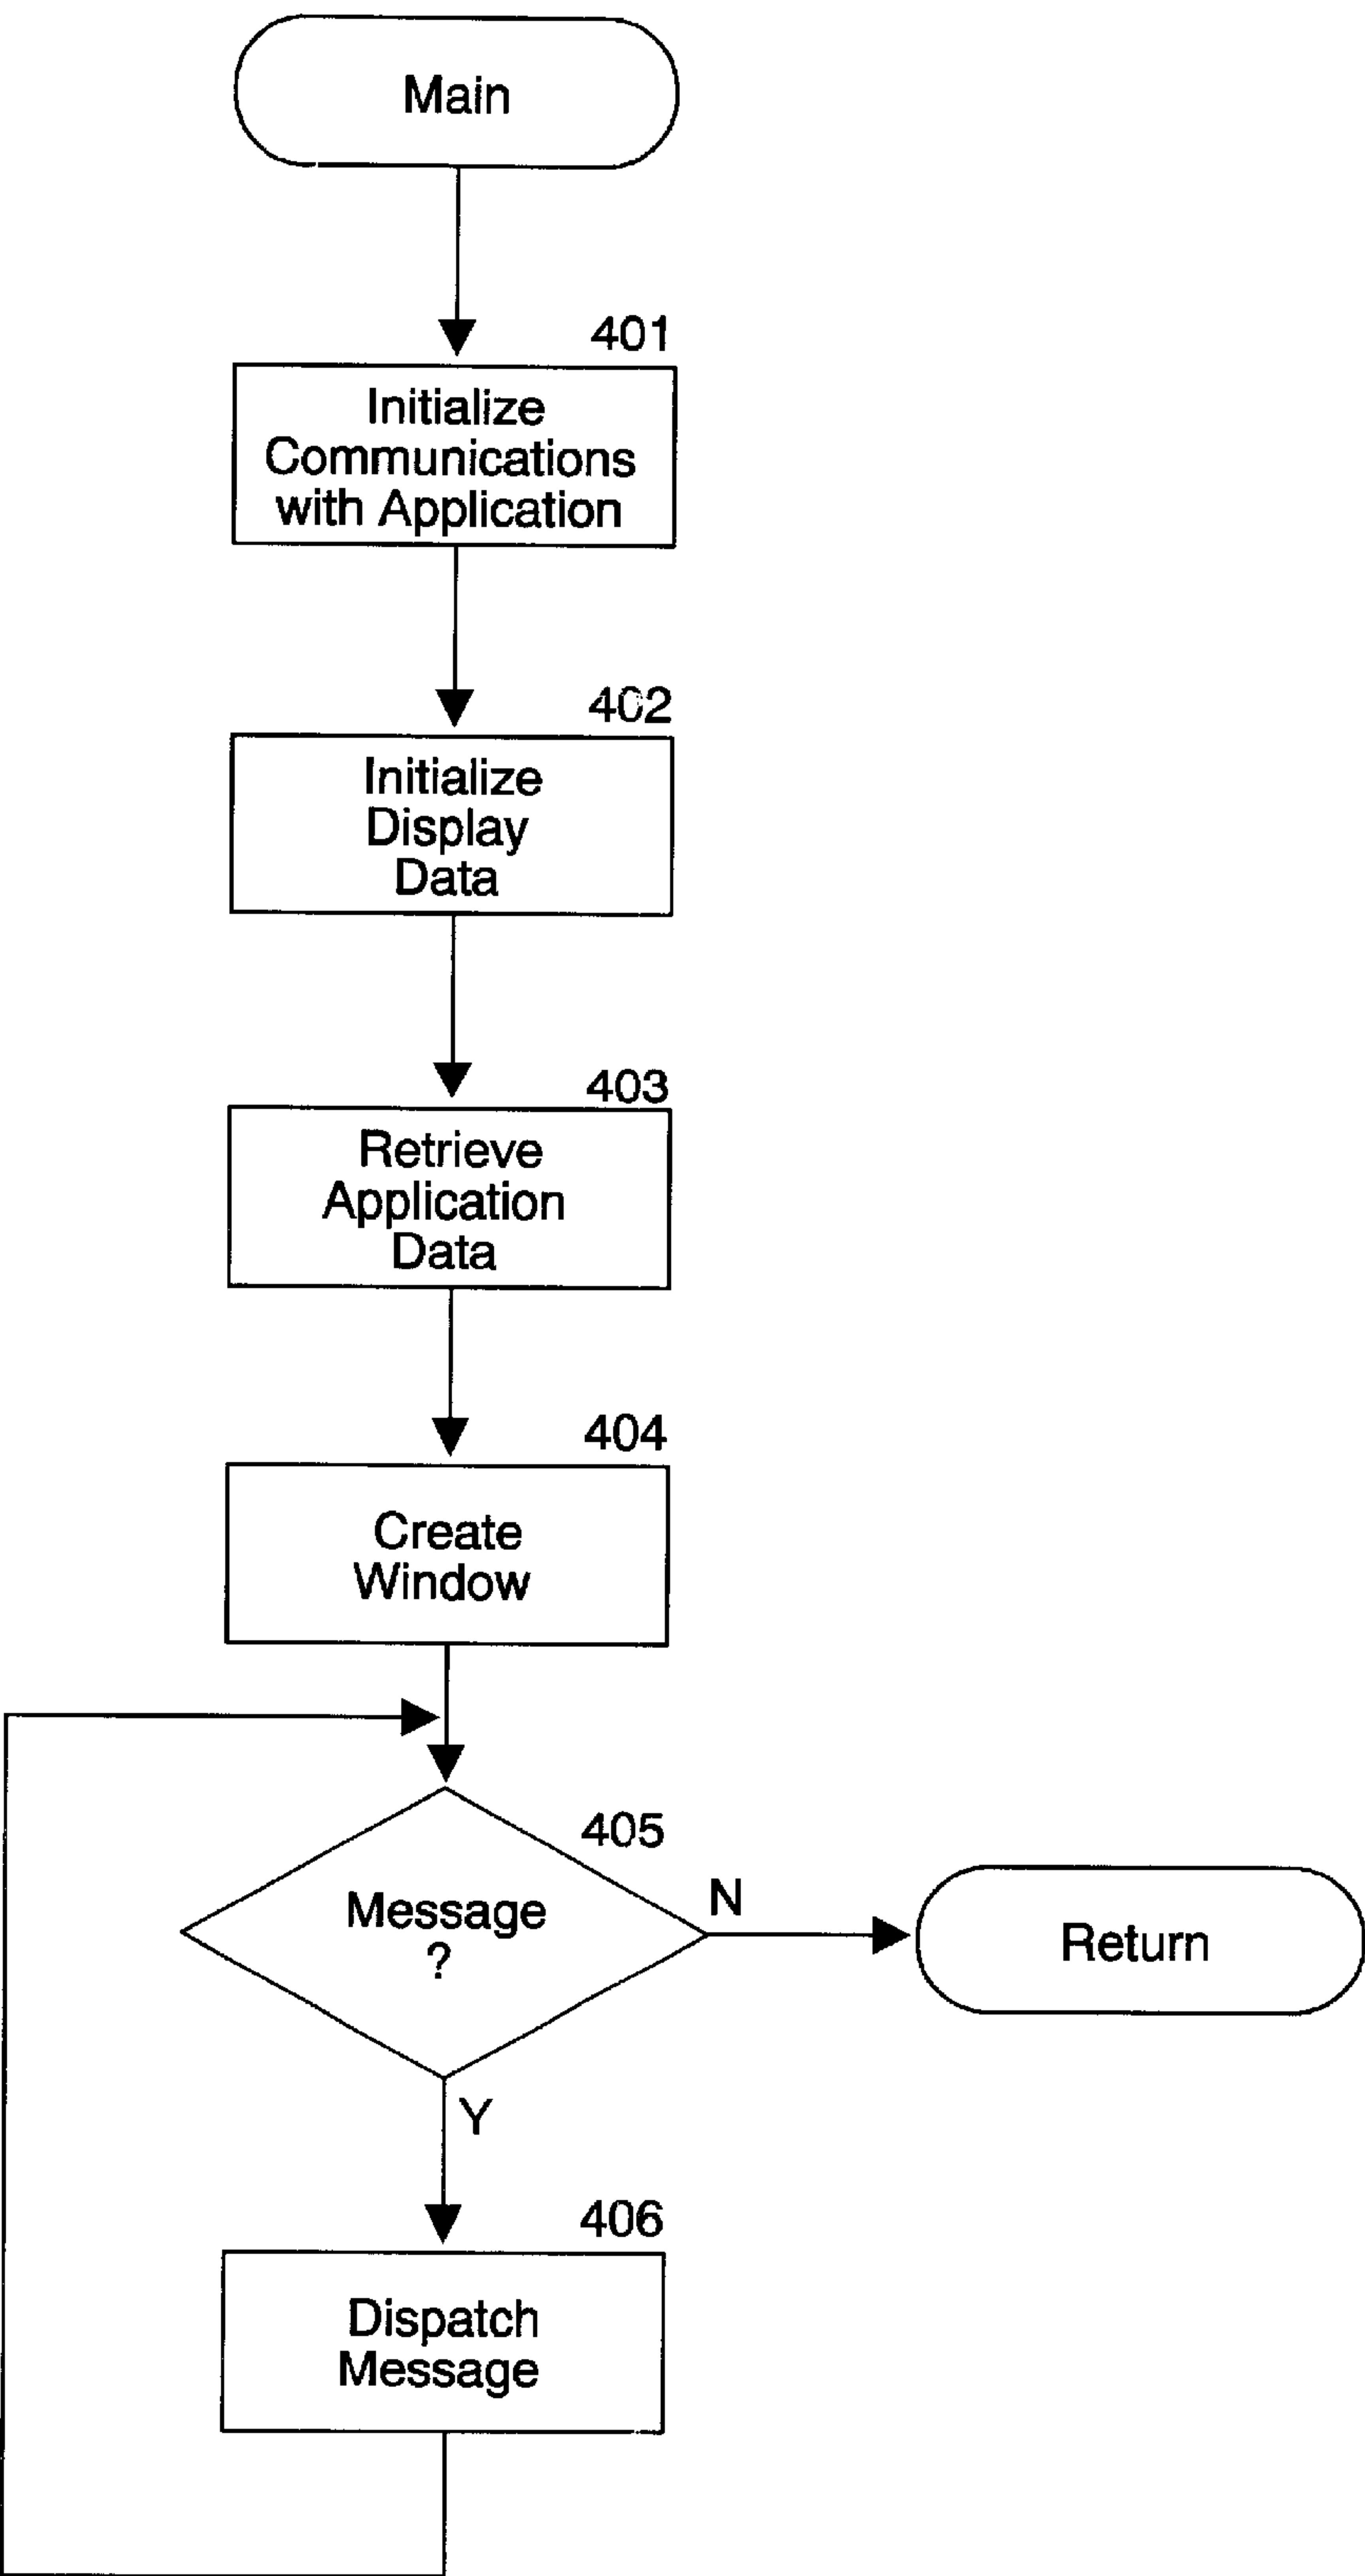 Main
401
Initialize
Communications
with Application
402
Initialize
Display
Data
403
Retrieve
Application
Data
404
Create
Window
405
Message
?
N
Return
Y
406
Dispatch
Message